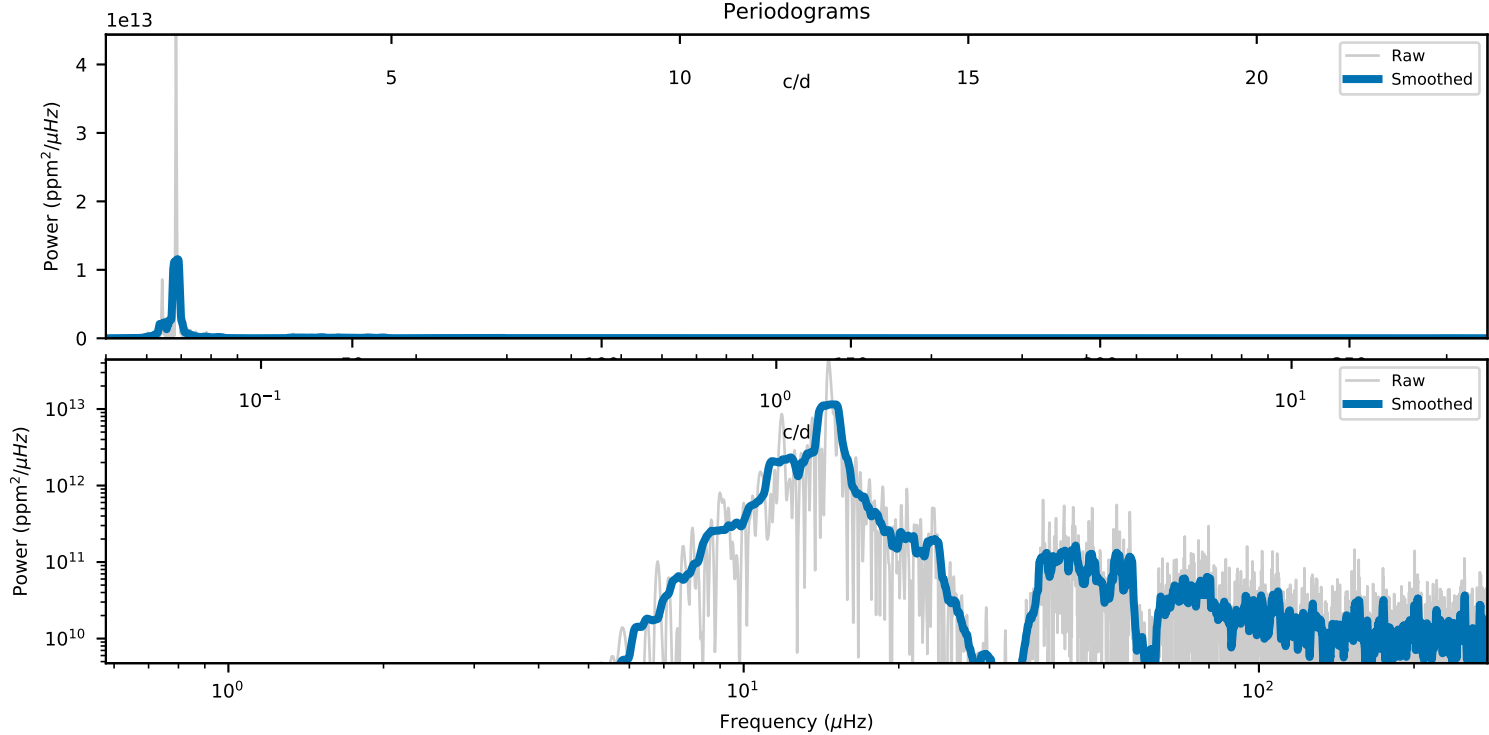 Periodograms
1e13
5 10 15 20
c/d
Raw
Smoothed
4
3
2
1
0
Power (ppm²/μHz)
10⁻¹ 10⁰ 10¹
c/d
Raw
Smoothed
10¹³
10¹²
10¹¹
10¹⁰
Power (ppm²/μHz)
10⁰ 10¹ 10²
Frequency (μHz)